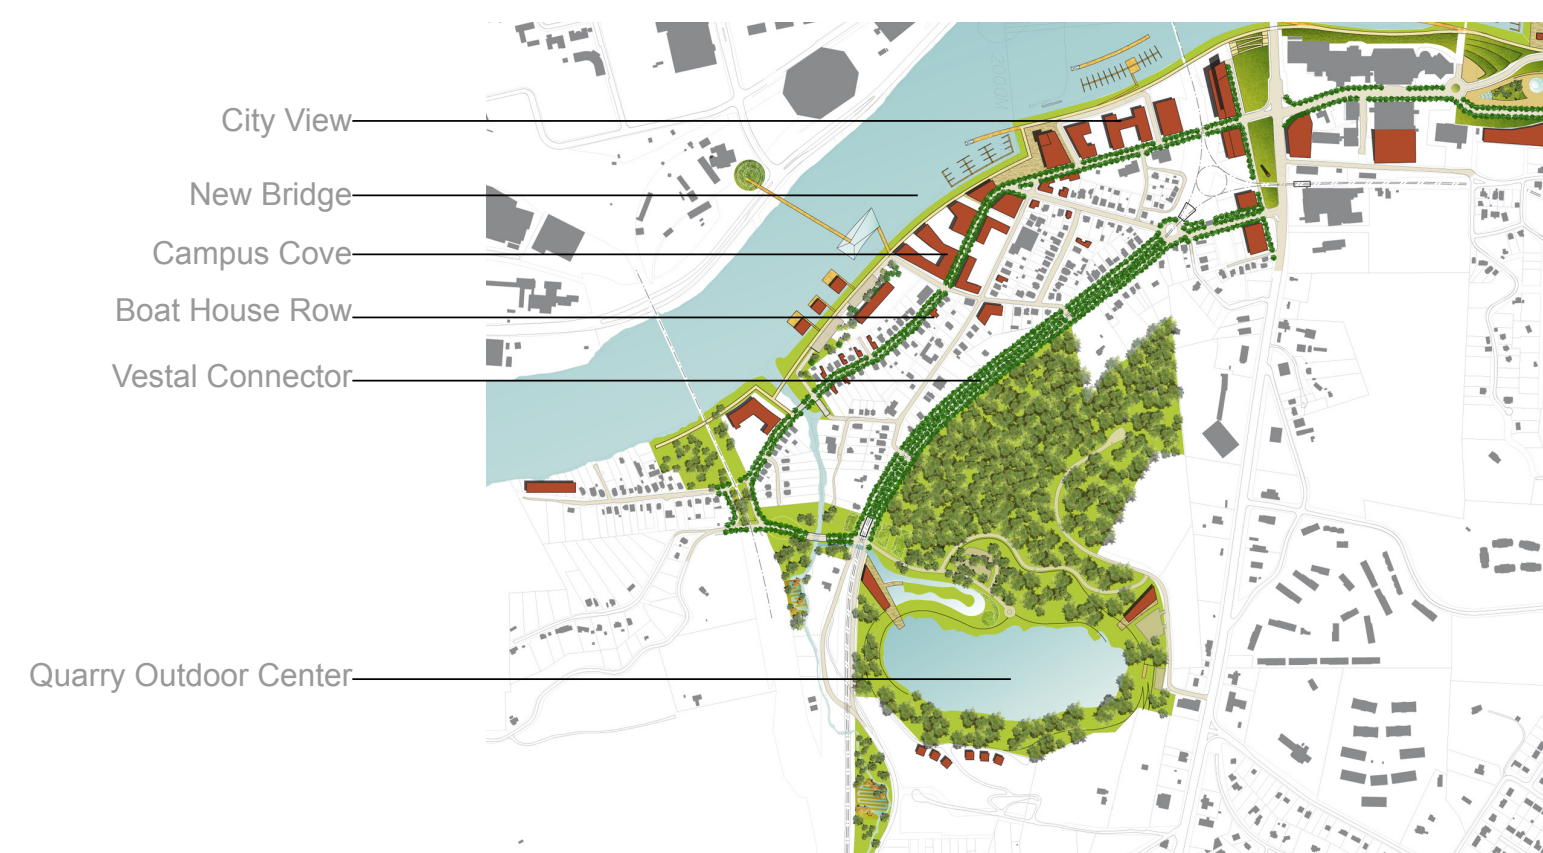 City View
New Bridge
Campus Cove
Boat House Row
Vestal Connector
Quarry Outdoor Center